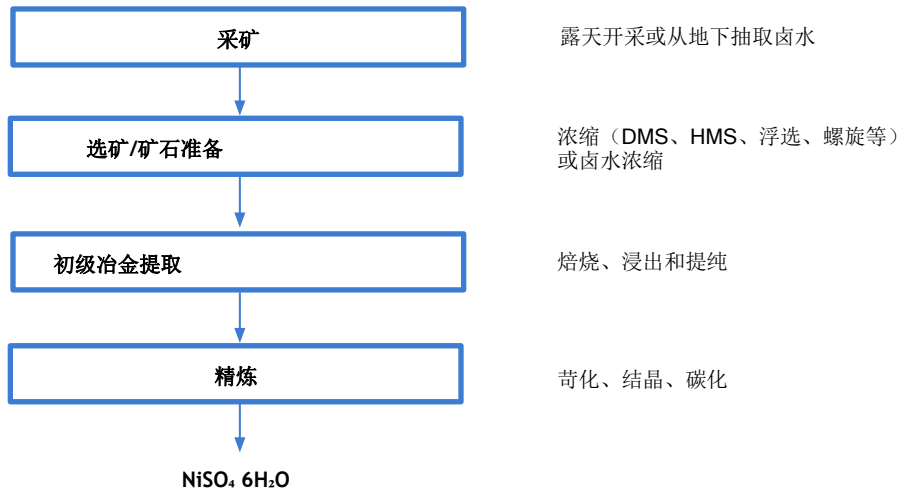 采矿
露天开采或从地下抽取卤水
选矿/矿石准备
浓缩（DMS、HMS、浮选、螺旋等）
或卤水浓缩
初级冶金提取
焙烧、浸出和提纯
精炼
苛化、结晶、碳化
NiSO₄ 6H₂O